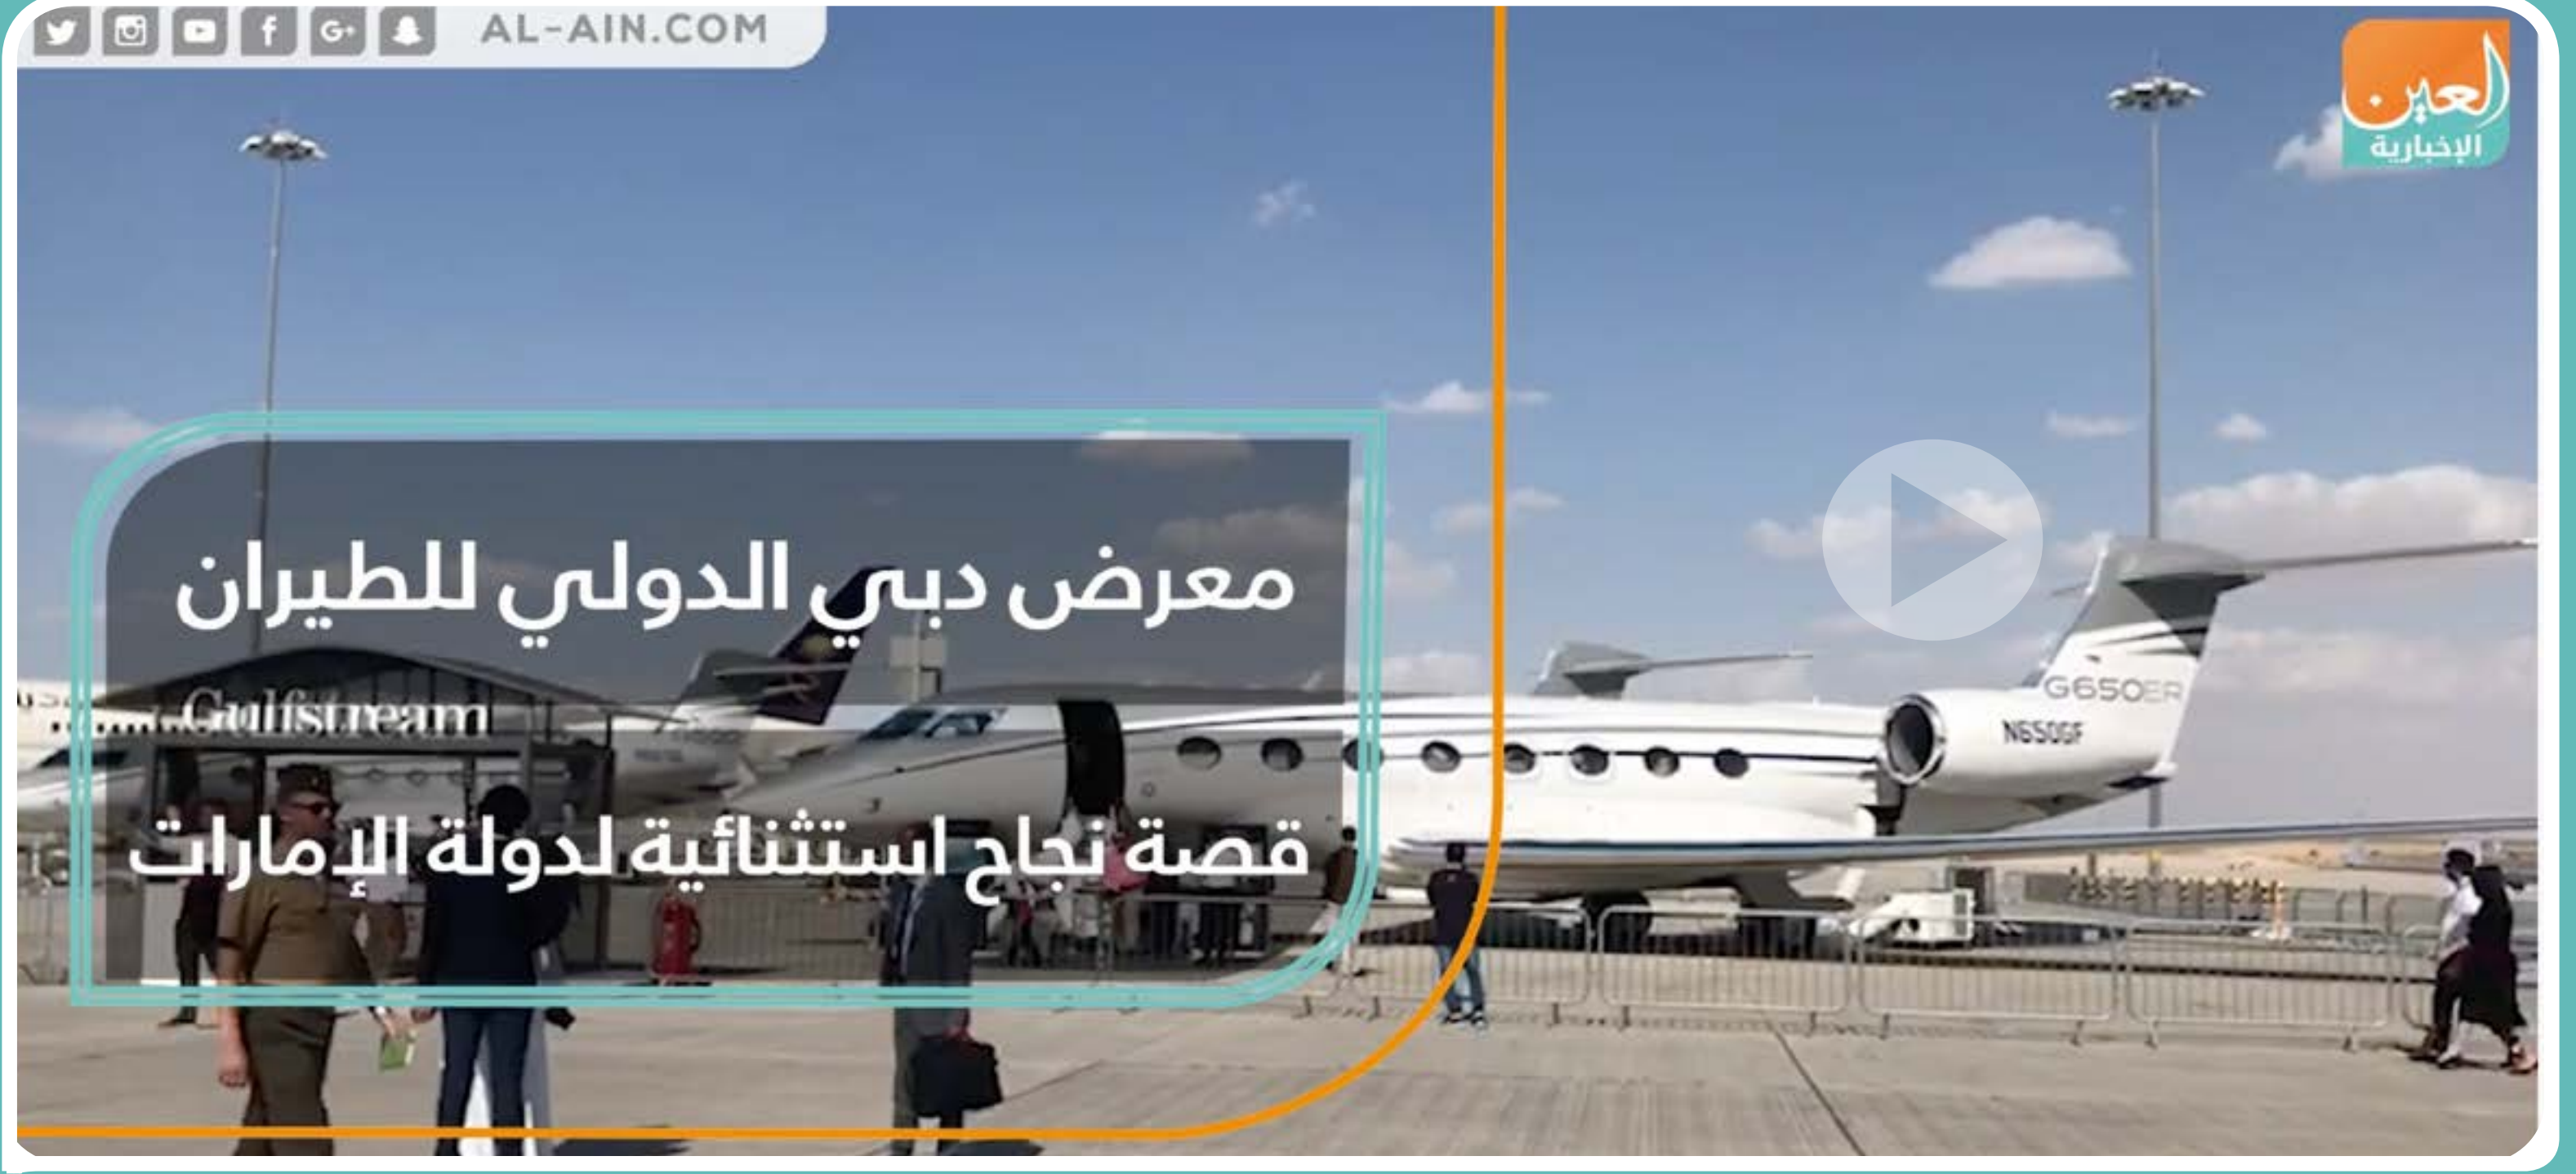 AL-AIN.COM
العين
الإخبارية
معرض دبي الدولي للطيران
Gulfstream
G650ER
N650GF
قصة نجاح استثنائية لدولة الإمارات